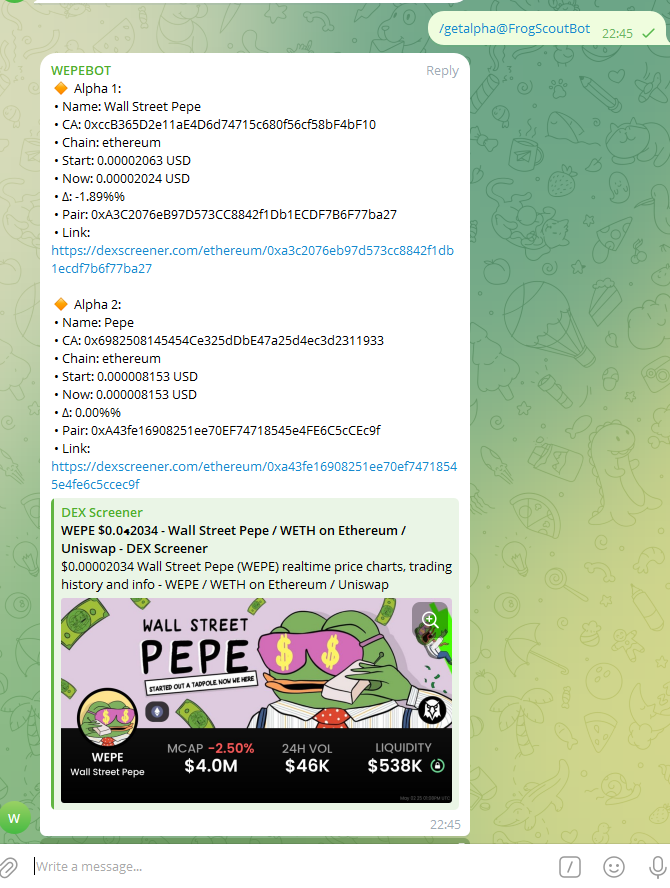 /getalpha@FrogScoutBot 22:45
WEPEBOT Reply
🔶 Alpha 1:
• Name: Wall Street Pepe
• CA: 0xccB365D2e11aE4D6d74715c680f56cf58bF4bF10
• Chain: ethereum
• Start: 0.00002063 USD
• Now: 0.00002024 USD
• Δ: -1.89%%
• Pair: 0xA3C2076eB97D573CC8842f1Db1ECDF7B6F77ba27
• Link:
https://dexscreener.com/ethereum/0xa3c2076eb97d573cc8842f1db
1ecdf7b6f77ba27
🔶 Alpha 2:
• Name: Pepe
• CA: 0x6982508145454Ce325dDbE47a25d4ec3d2311933
• Chain: ethereum
• Start: 0.000008153 USD
• Now: 0.000008153 USD
• Δ: 0.00%%
• Pair: 0xA43fe16908251ee70EF74718545e4FE6C5cCEc9f
• Link:
https://dexscreener.com/ethereum/0xa43fe16908251ee70ef7471854
5e4fe6c5ccec9f
DEX Screener
WEPE $0.0₄2034 - Wall Street Pepe / WETH on Ethereum /
Uniswap - DEX Screener
$0.00002034 Wall Street Pepe (WEPE) realtime price charts, trading
history and info - WEPE / WETH on Ethereum / Uniswap
WALL STREET
PEPE
STARTED OUT A TADPOLE. NOW WE HERE
WEPE
Wall Street Pepe
MCAP -2.50%
$4.0M
24H VOL
$46K
LIQUIDITY
$538K
W
22:45
Write a message...